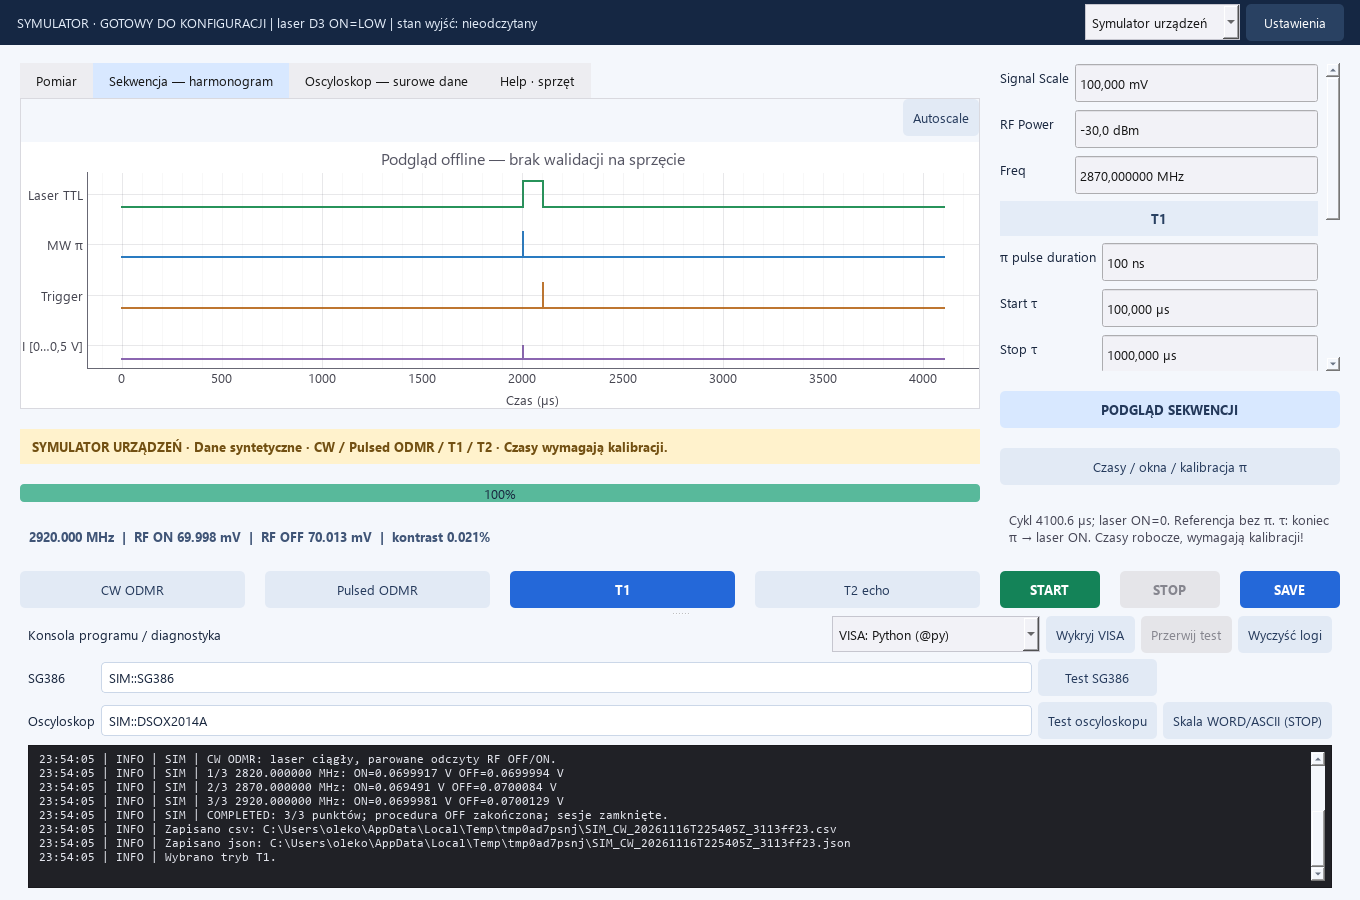 SYMULATOR · GOTOWY DO KONFIGURACJI | laser D3 ON=LOW | stan wyjść: nieodczytany
Symulator urządzeń
Ustawienia
Pomiar
Sekwencja — harmonogram
Oscyloskop — surowe dane
Help · sprzęt
Autoscale
Podgląd offline — brak walidacji na sprzęcie
Laser TTL
MW π
Trigger
I [0…0,5 V]
0 500 1000 1500 2000 2500 3000 3500 4000
Czas (µs)
Signal Scale
100,000 mV
RF Power
-30,0 dBm
Freq
2870,000000 MHz
T1
π pulse duration
100 ns
Start τ
100,000 µs
Stop τ
1000,000 µs
PODGLĄD SEKWENCJI
Czasy / okna / kalibracja π
Cykl 4100.6 µs; laser ON=0. Referencja bez π. τ: koniec
π → laser ON. Czasy robocze, wymagają kalibracji!
SYMULATOR URZĄDZEŃ · Dane syntetyczne · CW / Pulsed ODMR / T1 / T2 · Czasy wymagają kalibracji.
100%
2920.000 MHz | RF ON 69.998 mV | RF OFF 70.013 mV | kontrast 0.021%
CW ODMR
Pulsed ODMR
T1
T2 echo
START
STOP
SAVE
Konsola programu / diagnostyka
VISA: Python (@py)
Wykryj VISA
Przerwij test
Wyczyść logi
SG386
SIM::SG386
Test SG386
Oscyloskop
SIM::DSOX2014A
Test oscyloskopu
Skala WORD/ASCII (STOP)
23:54:05 | INFO | SIM | CW ODMR: laser ciągły, parowane odczyty RF OFF/ON.
23:54:05 | INFO | SIM | 1/3 2820.000000 MHz: ON=0.0699917 V OFF=0.0699994 V
23:54:05 | INFO | SIM | 2/3 2870.000000 MHz: ON=0.069491 V OFF=0.0700084 V
23:54:05 | INFO | SIM | 3/3 2920.000000 MHz: ON=0.0699981 V OFF=0.0700129 V
23:54:05 | INFO | SIM | COMPLETED: 3/3 punktów; procedura OFF zakończona; sesje zamknięte.
23:54:05 | INFO | Zapisano csv: C:\Users\oleko\AppData\Local\Temp\tmp0ad7psnj\SIM_CW_20261116T225405Z_3113ff23.csv
23:54:05 | INFO | Zapisano json: C:\Users\oleko\AppData\Local\Temp\tmp0ad7psnj\SIM_CW_20261116T225405Z_3113ff23.json
23:54:05 | INFO | Wybrano tryb T1.